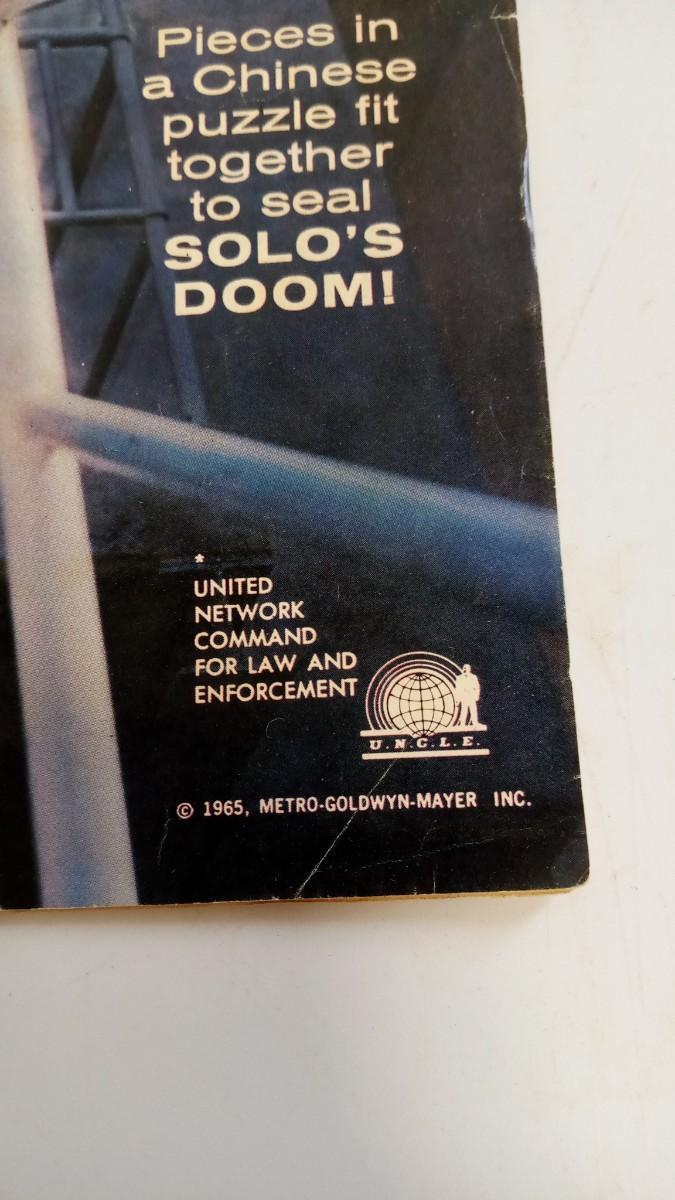 Pieces in
a Chinese
puzzle fit
together
to seal
SOLO'S
DOOM!
*
UNITED
NETWORK
COMMAND
FOR LAW AND
ENFORCEMENT
U.N.C.L.E.
© 1965, METRO-GOLDWYN-MAYER INC.